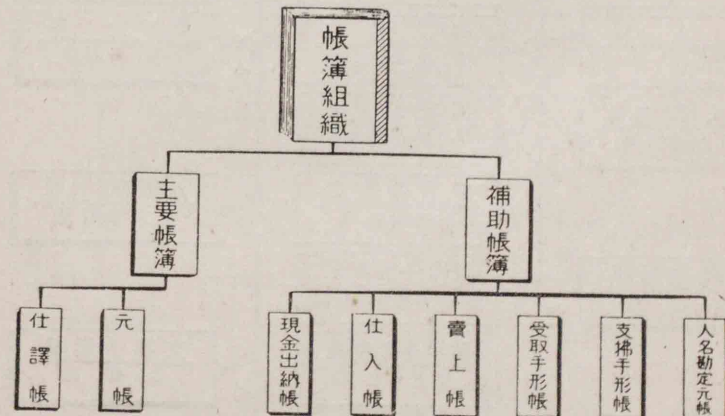 帳簿組織
主要帳簿
補助帳簿
仕譯帳
元帳
現金出納帳
仕入帳
賣上帳
受取手形帳
支拂手形帳
人名勘定元帳